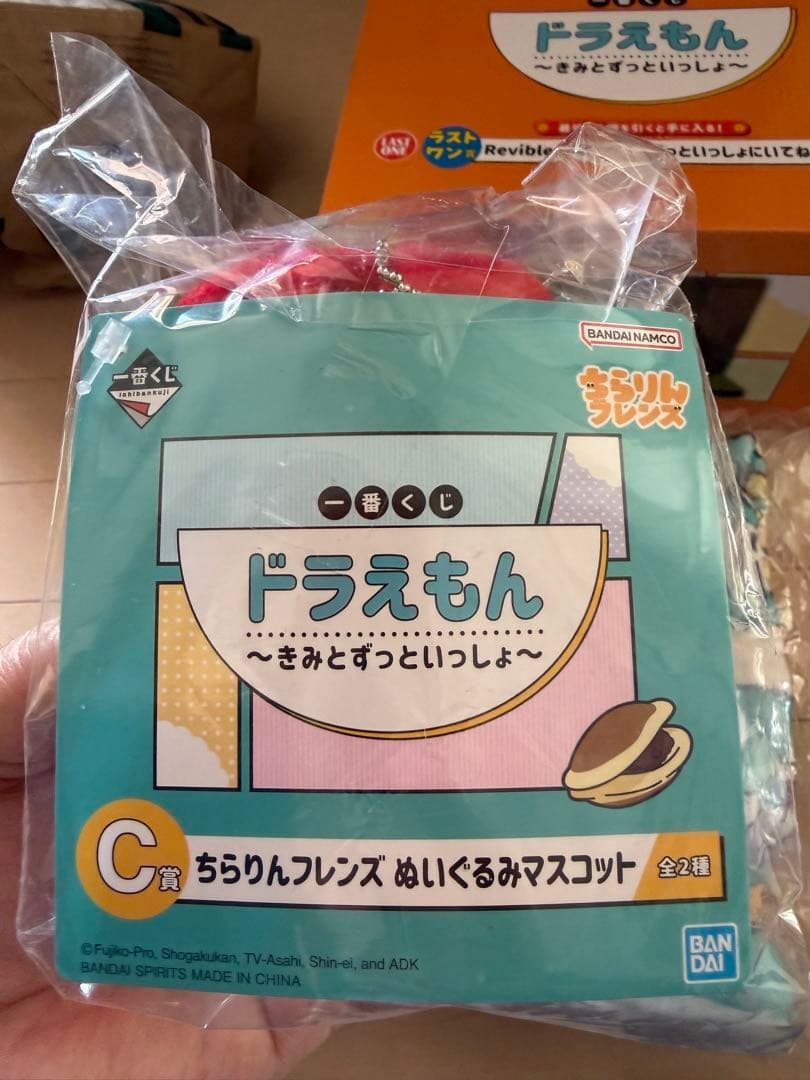 ドラえもん
～きみとずっといっしょ～
LAST ONE
ラストワン賞
Revible
っといっしょにいてね
BANDAI NAMCO
一番くじ
Ichibankuji
ちらりん
フレンズ
一番くじ
ドラえもん
～きみとずっといっしょ～
C賞
ちらりんフレンズ ぬいぐるみマスコット 全2種
©Fujiko-Pro, Shogakukan, TV-Asahi, Shin-ei, and ADK
BANDAI SPIRITS MADE IN CHINA
BAN
DAI